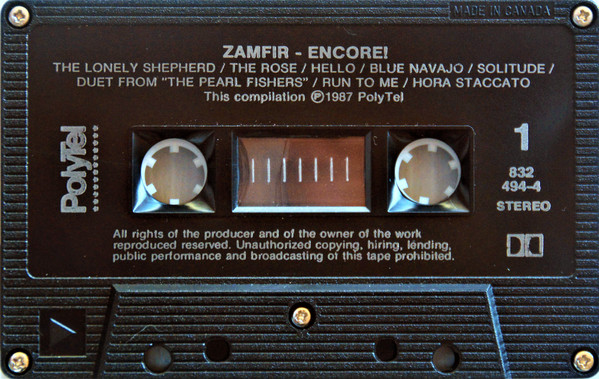 MADE IN CANADA
ZAMFIR - ENCORE!
THE LONELY SHEPHERD / THE ROSE / HELLO / BLUE NAVAJO / SOLITUDE /
DUET FROM "THE PEARL FISHERS" / RUN TO ME / HORA STACCATO
This compilation ℗1987 PolyTel
PolyTel
1
832
494-4
STEREO
All rights of the producer and of the owner of the work
reproduced reserved. Unauthorized copying, hiring, lending,
public performance and broadcasting of this tape prohibited.